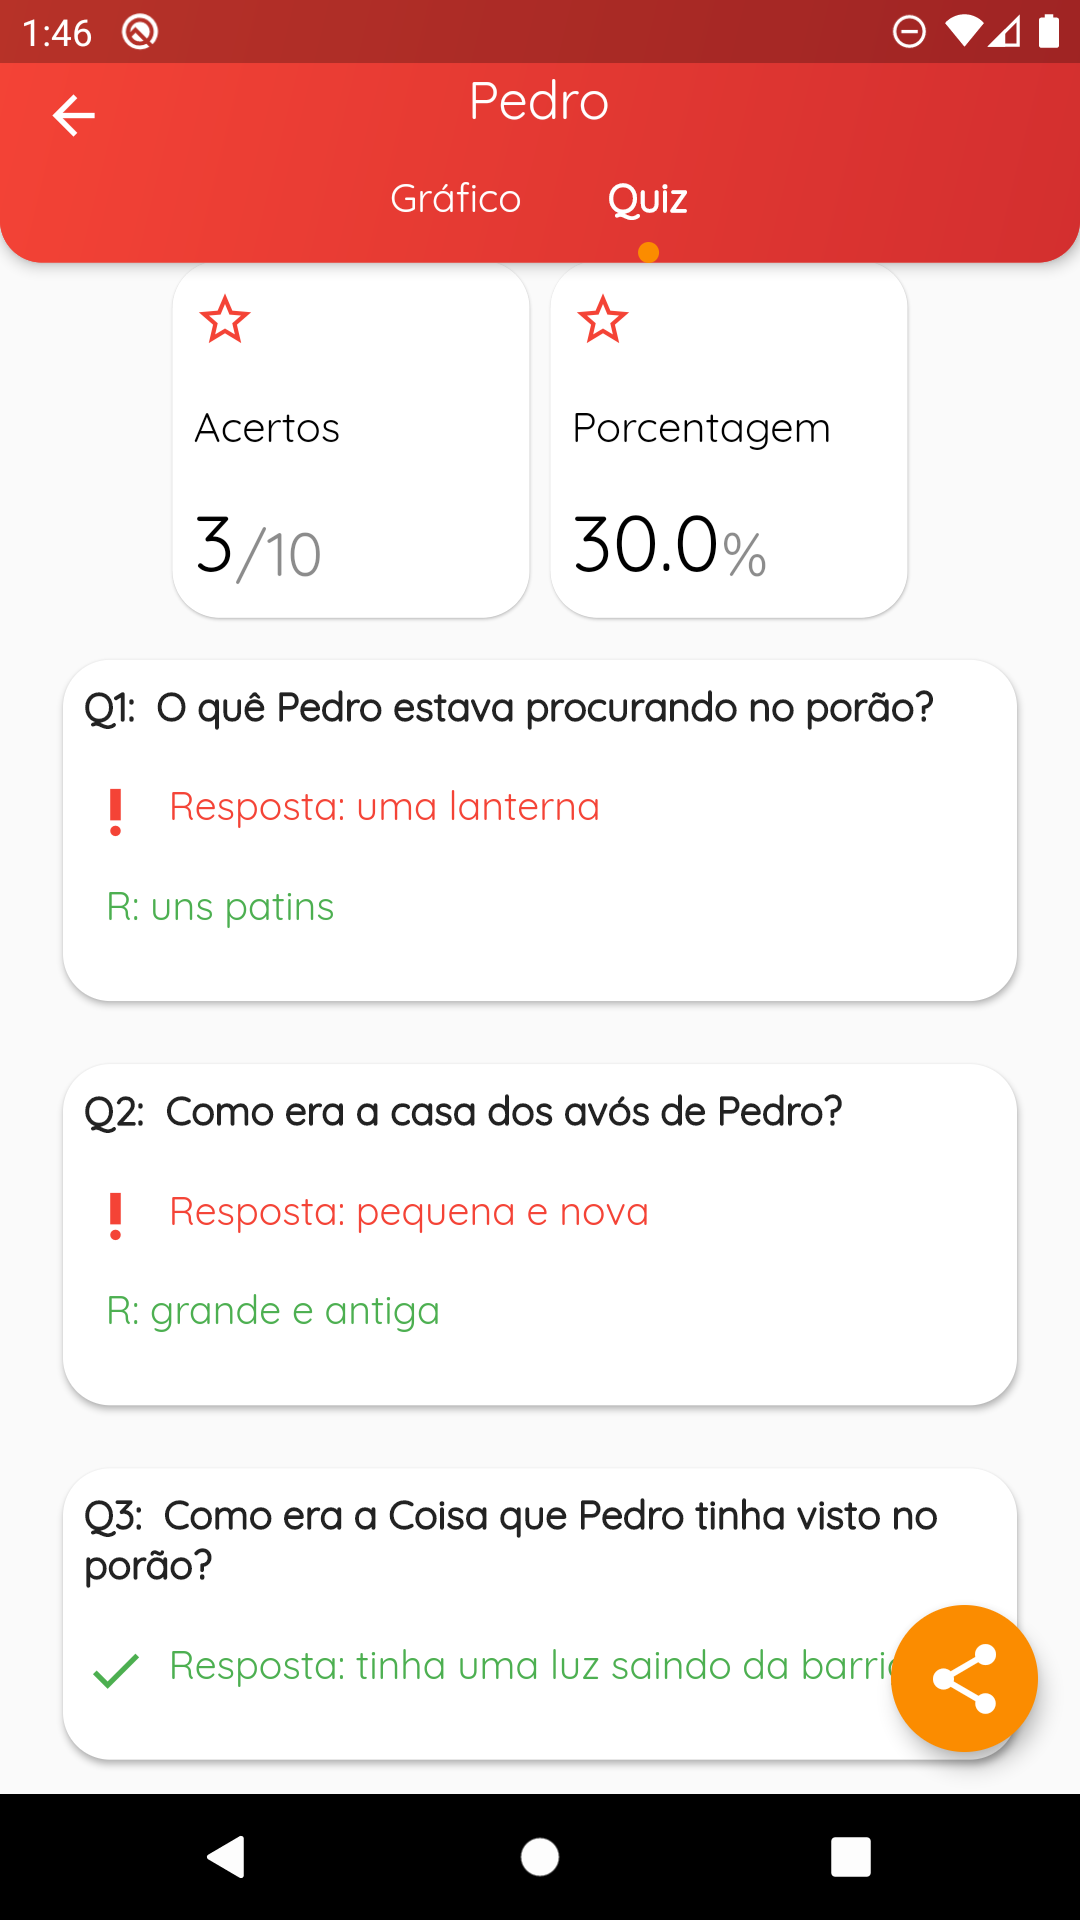 1:46
Pedro
Gráfico
Quiz
Acertos
3/10
Porcentagem
30.0%
Q1: O quê Pedro estava procurando no porão?
Resposta: uma lanterna
R: uns patins
Q2: Como era a casa dos avós de Pedro?
Resposta: pequena e nova
R: grande e antiga
Q3: Como era a Coisa que Pedro tinha visto no
porão?
Resposta: tinha uma luz saindo da